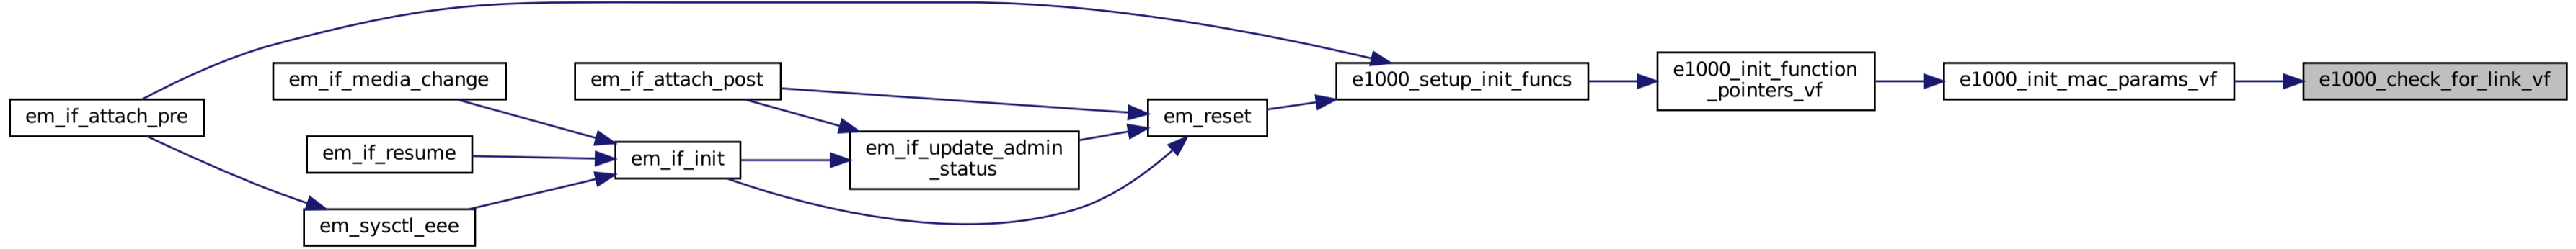 em_if_attach_pre
em_if_media_change
em_if_resume
em_sysctl_eee
em_if_attach_post
em_if_init
em_if_update_admin
_status
em_reset
e1000_setup_init_funcs
e1000_init_function
_pointers_vf
e1000_init_mac_params_vf
e1000_check_for_link_vf